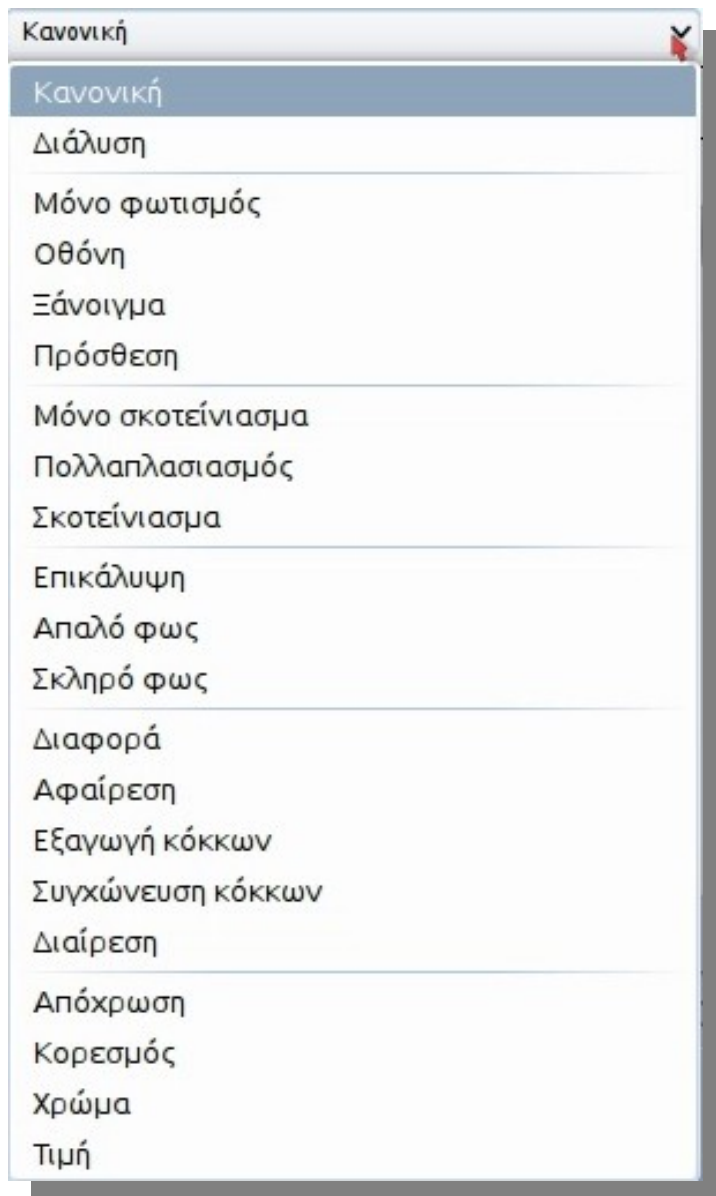 Κανονική
Κανονική
Διάλυση
Μόνο φωτισμός
Οθόνη
Ξάνοιγμα
Πρόσθεση
Μόνο σκοτείνιασμα
Πολλαπλασιασμός
Σκοτείνιασμα
Επικάλυψη
Απαλό φως
Σκληρό φως
Διαφορά
Αφαίρεση
Εξαγωγή κόκκων
Συγχώνευση κόκκων
Διαίρεση
Απόχρωση
Κορεσμός
Χρώμα
Τιμή